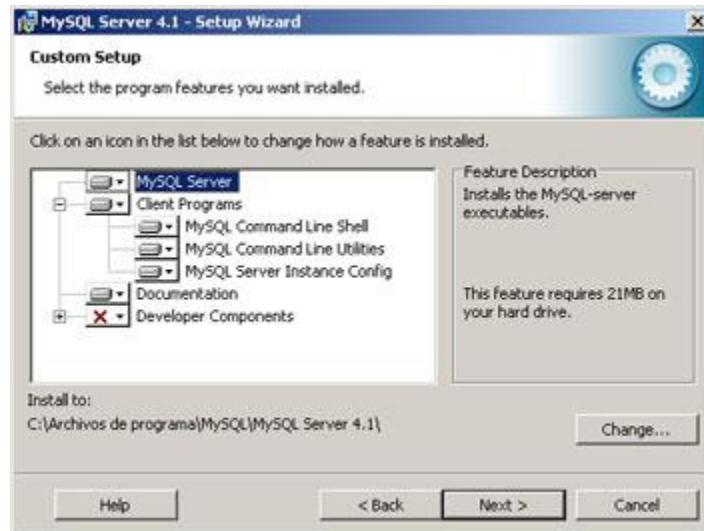 MySQL Server 4.1 - Setup Wizard
Custom Setup
Select the program features you want installed.
Click on an icon in the list below to change how a feature is installed.
MySQL Server
Client Programs
MySQL Command Line Shell
MySQL Command Line Utilities
MySQL Server Instance Config
Documentation
Developer Components
Feature Description
Installs the MySQL-server
executables.
This feature requires 21MB on
your hard drive.
Install to:
C:\Archivos de programa\MySQL\MySQL Server 4.1\
Change...
Help
< Back
Next >
Cancel